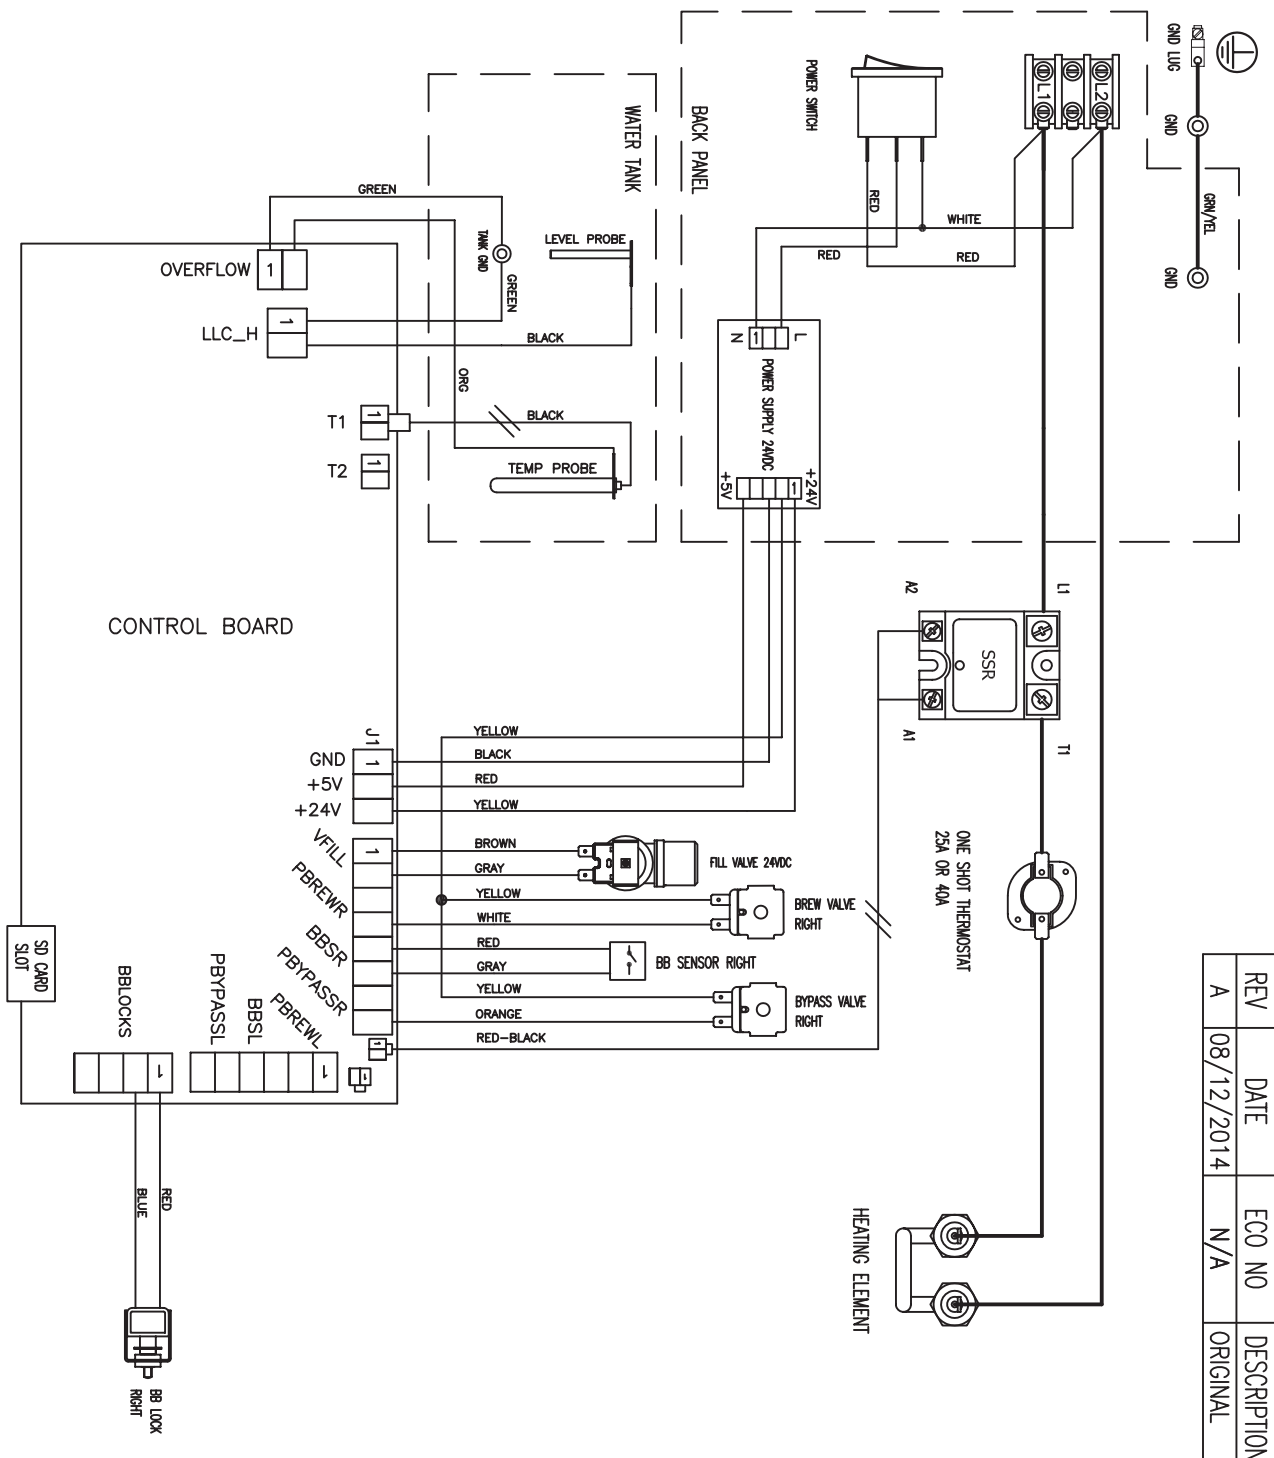 GND LUG
GND
GRN/YEL
GND
L1
L2
POWER SWITCH
BACK PANEL
WATER TANK
RED
WHITE
RED
RED
GREEN
TANK GND
GREEN
LEVEL PROBE
OVERFLOW
1
LLC_H
1
BLACK
ORG
N
1
L
POWER SUPPLY 24VDC
+5V
+24V
1
T1
1
BLACK
T2
1
TEMP PROBE
CONTROL BOARD
A2
L1
SSR
A1
T1
J1
GND
1
+5V
+24V
YELLOW
BLACK
RED
YELLOW
VFILL
1
PBREWR
BBSR
PBYPASSR
BROWN
GRAY
YELLOW
WHITE
RED
GRAY
YELLOW
ORANGE
RED-BLACK
FILL VALVE 24VDC
BREW VALVE
RIGHT
BB SENSOR RIGHT
BYPASS VALVE
RIGHT
ONE SHOT THERMOSTAT
25A OR 40A
SD CARD
SLOT
BBLOCKS
1
PBYPASSL
BBSL
PBREWL
1
1
1
BLUE
RED
BB LOCK
RIGHT
HEATING ELEMENT
REV DATE ECO NO DESCRIPTION
A 08/12/2014 N/A ORIGINAL